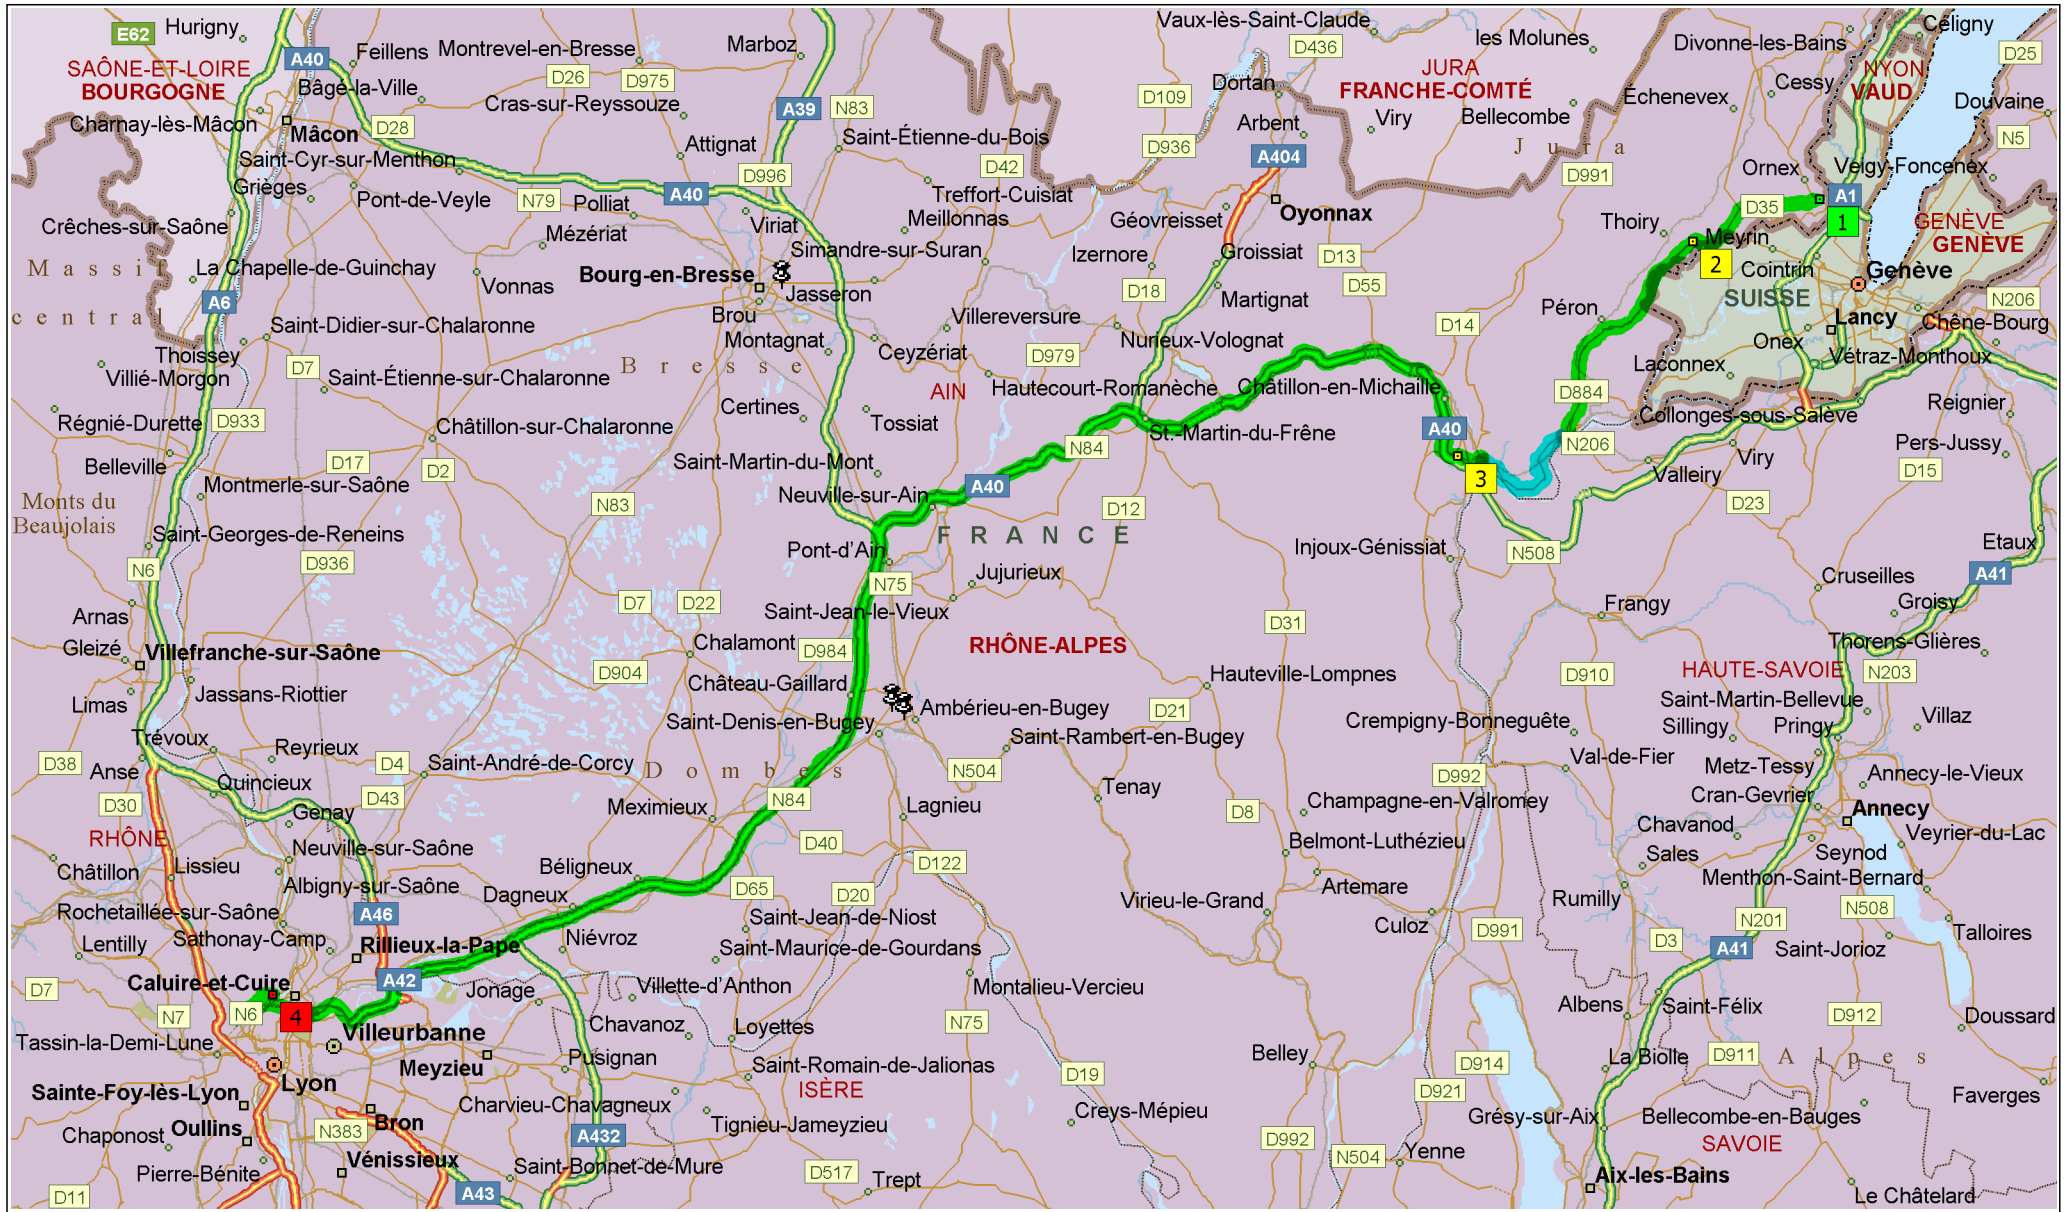 E62
Hurigny
A40
Feillens
Montrevel-en-Bresse
Marboz
Vaux-lès-Saint-Claude
D436
les Molunes
Divonne-les-Bains
Céligny
D25
SAÔNE-ET-LOIRE
BOURGOGNE
Bâgé-la-Ville
D26
D975
Cras-sur-Reyssouze
A39
N83
D109
Dortan
JURA
FRANCHE-COMTÉ
Échenevex
Cessy
NYON
VAUD
Douvaine
Charnay-lès-Mâcon
Mâcon
D28
Attignat
Saint-Étienne-du-Bois
D936
Arbent
Viry
Bellecombe
Jura
N5
Saint-Cyr-sur-Menthon
D996
D42
A404
D991
Ornex
Veigy-Foncenex
Grièges
Pont-de-Veyle
N79
Polliat
A40
Treffort-Cuisiat
Oyonnax
D35
A1
1
Crêches-sur-Saône
Mézériat
Viriat
Meillonnas
Géovreisset
Thoiry
Meyrin
2
GENÈVE
GENÈVE
Massif
central
La Chapelle-de-Guinchay
Vonnas
Bourg-en-Bresse
Simandre-sur-Suran
Jasseron
Izernore
Groissiat
D13
D55
Cointrin
Genève
SUISSE
A6
Saint-Didier-sur-Chalaronne
Brou
Montagnat
Villereversure
D18
Martignat
Péron
Lancy
N206
Chêne-Bourg
Thoissey
Villié-Morgon
D7
Saint-Étienne-sur-Chalaronne
Bresse
Ceyzériat
D979
Nurieux-Volognat
D14
Onex
Vétraz-Monthoux
Laconnex
AIN
Hautecourt-Romanèche
Châtillon-en-Michaille
D884
Reignier
Régnié-Durette
D933
Châtillon-sur-Chalaronne
Certines
Tossiat
St.-Martin-du-Frêne
A40
Collonges-sous-Salève
Belleville
D17
D2
Saint-Martin-du-Mont
N84
N206
Viry
Pers-Jussy
Montmerle-sur-Saône
Neuville-sur-Ain
A40
3
Valleiry
D15
Monts du
Beaujolais
N83
D12
D23
Saint-Georges-de-Reneins
FRANCE
Pont-d'Ain
Injoux-Génissiat
N508
Etaux
N6
D936
N75
Jujurieux
Cruseilles
A41
Arnas
D7
D22
Saint-Jean-le-Vieux
D31
Frangy
Groisy
Gleizé
Villefranche-sur-Saône
Chalamont
D984
RHÔNE-ALPES
Thorens-Glières
D904
Hauteville-Lompnes
D910
HAUTE-SAVOIE
N203
Limas
Jassans-Riottier
Château-Gaillard
D21
Saint-Martin-Bellevue
Saint-Denis-en-Bugey
Ambérieu-en-Bugey
Crempigny-Bonneguête
Sillingy
Pringy
Villaz
Trévoux
Reyrieux
Saint-Rambert-en-Bugey
Val-de-Fier
D38
Anse
Quincieux
D4
Saint-André-de-Corcy
Dombes
N504
D992
Metz-Tessy
Annecy-le-Vieux
D30
D43
Meximieux
N84
Tenay
Champagne-en-Valromey
Cran-Gevrier
Annecy
Genay
Lagnieu
D8
Chavanod
RHÔNE
Neuville-sur-Saône
D40
Belmont-Luthézieu
Veyrier-du-Lac
Châtillon
Lissieu
Béligneux
D122
Sales
Seynod
Albigny-sur-Saône
Dagneux
D65
D20
Artemare
Rumilly
Menthon-Saint-Bernard
Rochetaillée-sur-Saône
A46
Saint-Jean-de-Niost
Virieu-le-Grand
Culoz
N201
N508
Lentilly
Sathonay-Camp
Rillieux-la-Pape
Niévroz
Saint-Maurice-de-Gourdans
D991
D3
A41
Saint-Jorioz
Talloires
Caluire-et-Cuire
A42
Jonage
Villette-d'Anthon
Montalieu-Vercieu
D7
N7
N6
4
Albens
Saint-Félix
D912
Doussard
Tassin-la-Demi-Lune
Villeurbanne
Chavanoz
Loyettes
N75
Meyzieu
Pusignan
Belley
D914
La Biolle
D911
Alpes
Lyon
Saint-Romain-de-Jalionas
ISÈRE
D19
D921
Sainte-Foy-lès-Lyon
Charvieu-Chavagneux
Creys-Mépieu
Grésy-sur-Aix
Bellecombe-en-Bauges
Faverges
Chaponost
Oullins
N383
Bron
A432
Tignieu-Jameyzieu
D992
SAVOIE
Pierre-Bénite
Vénissieux
Saint-Bonnet-de-Mure
D517
Trept
N504
Yenne
Aix-les-Bains
D11
A43
Le Châtelard